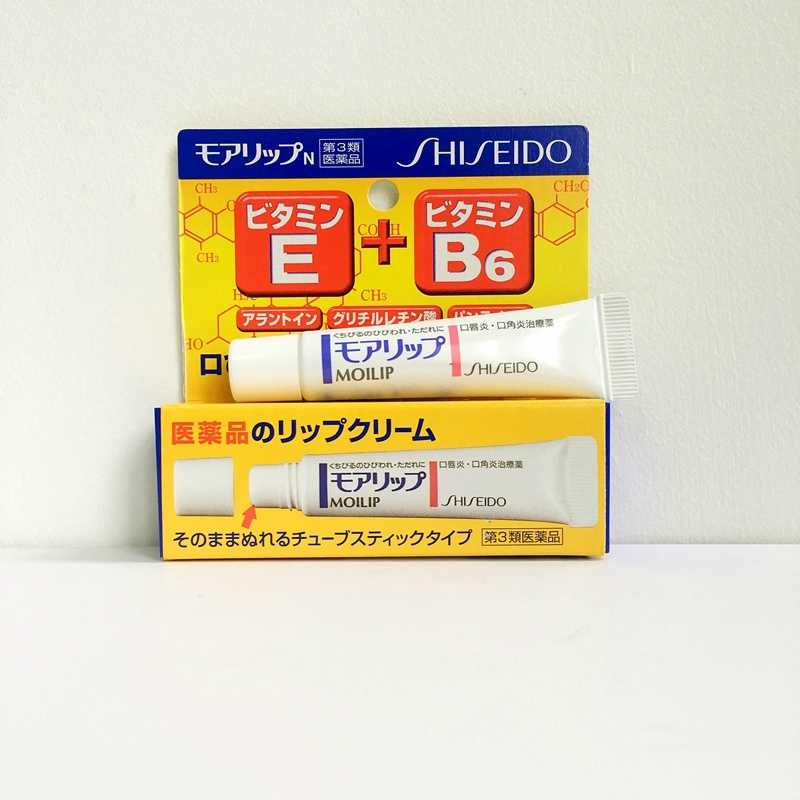 モアリップN 第3類
医薬品
SHISEIDO
CH3
CH3
ビタミン
E
+
ビタミン
B6
CH3
HO
アラントイン
グリチルレチン酸
くちびるのひびわれ・ただれに
モアリップ
MOILIP
口唇炎・口角炎治療薬
SHISEIDO
医薬品のリップクリーム
くちびるのひびわれ・ただれに
モアリップ
MOILIP
口唇炎・口角炎治療薬
SHISEIDO
そのままぬれるチューブスティックタイプ 第3類医薬品